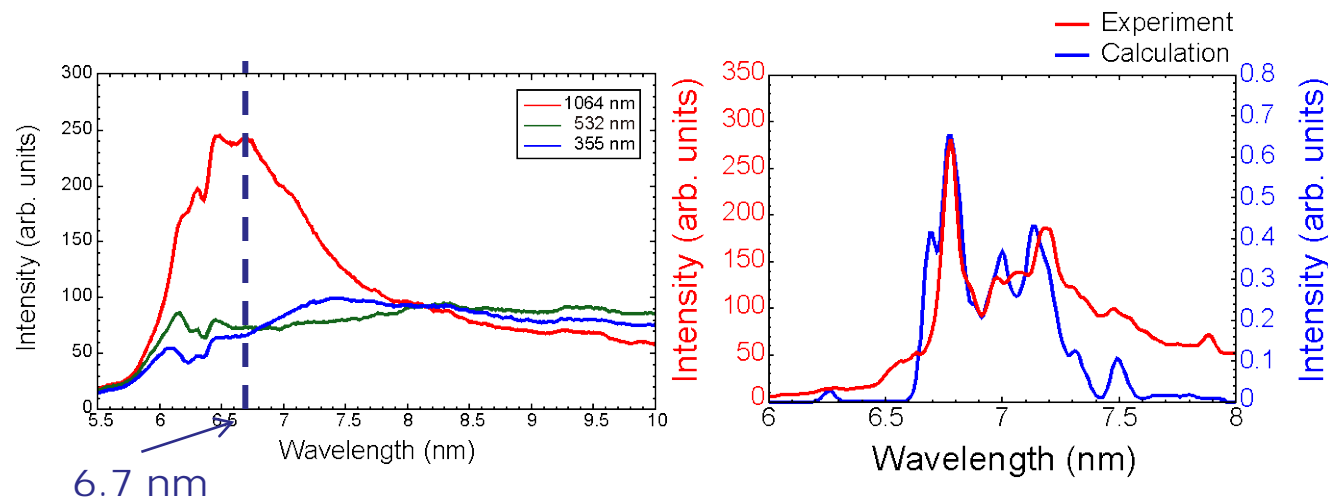 Experiment
Calculation
300
250
200
150
100
50
0
Intensity (arb. units)
1064 nm
532 nm
355 nm
5.5 6 6.5 7 7.5 8 8.5 9 9.5 10
Wavelength (nm)
6.7 nm
350
300
250
200
150
100
50
0
Intensity (arb. units)
0.8
0.7
0.6
0.5
0.4
0.3
0.2
0.1
0
Intensity (arb. units)
6 6.5 7 7.5 8
Wavelength (nm)